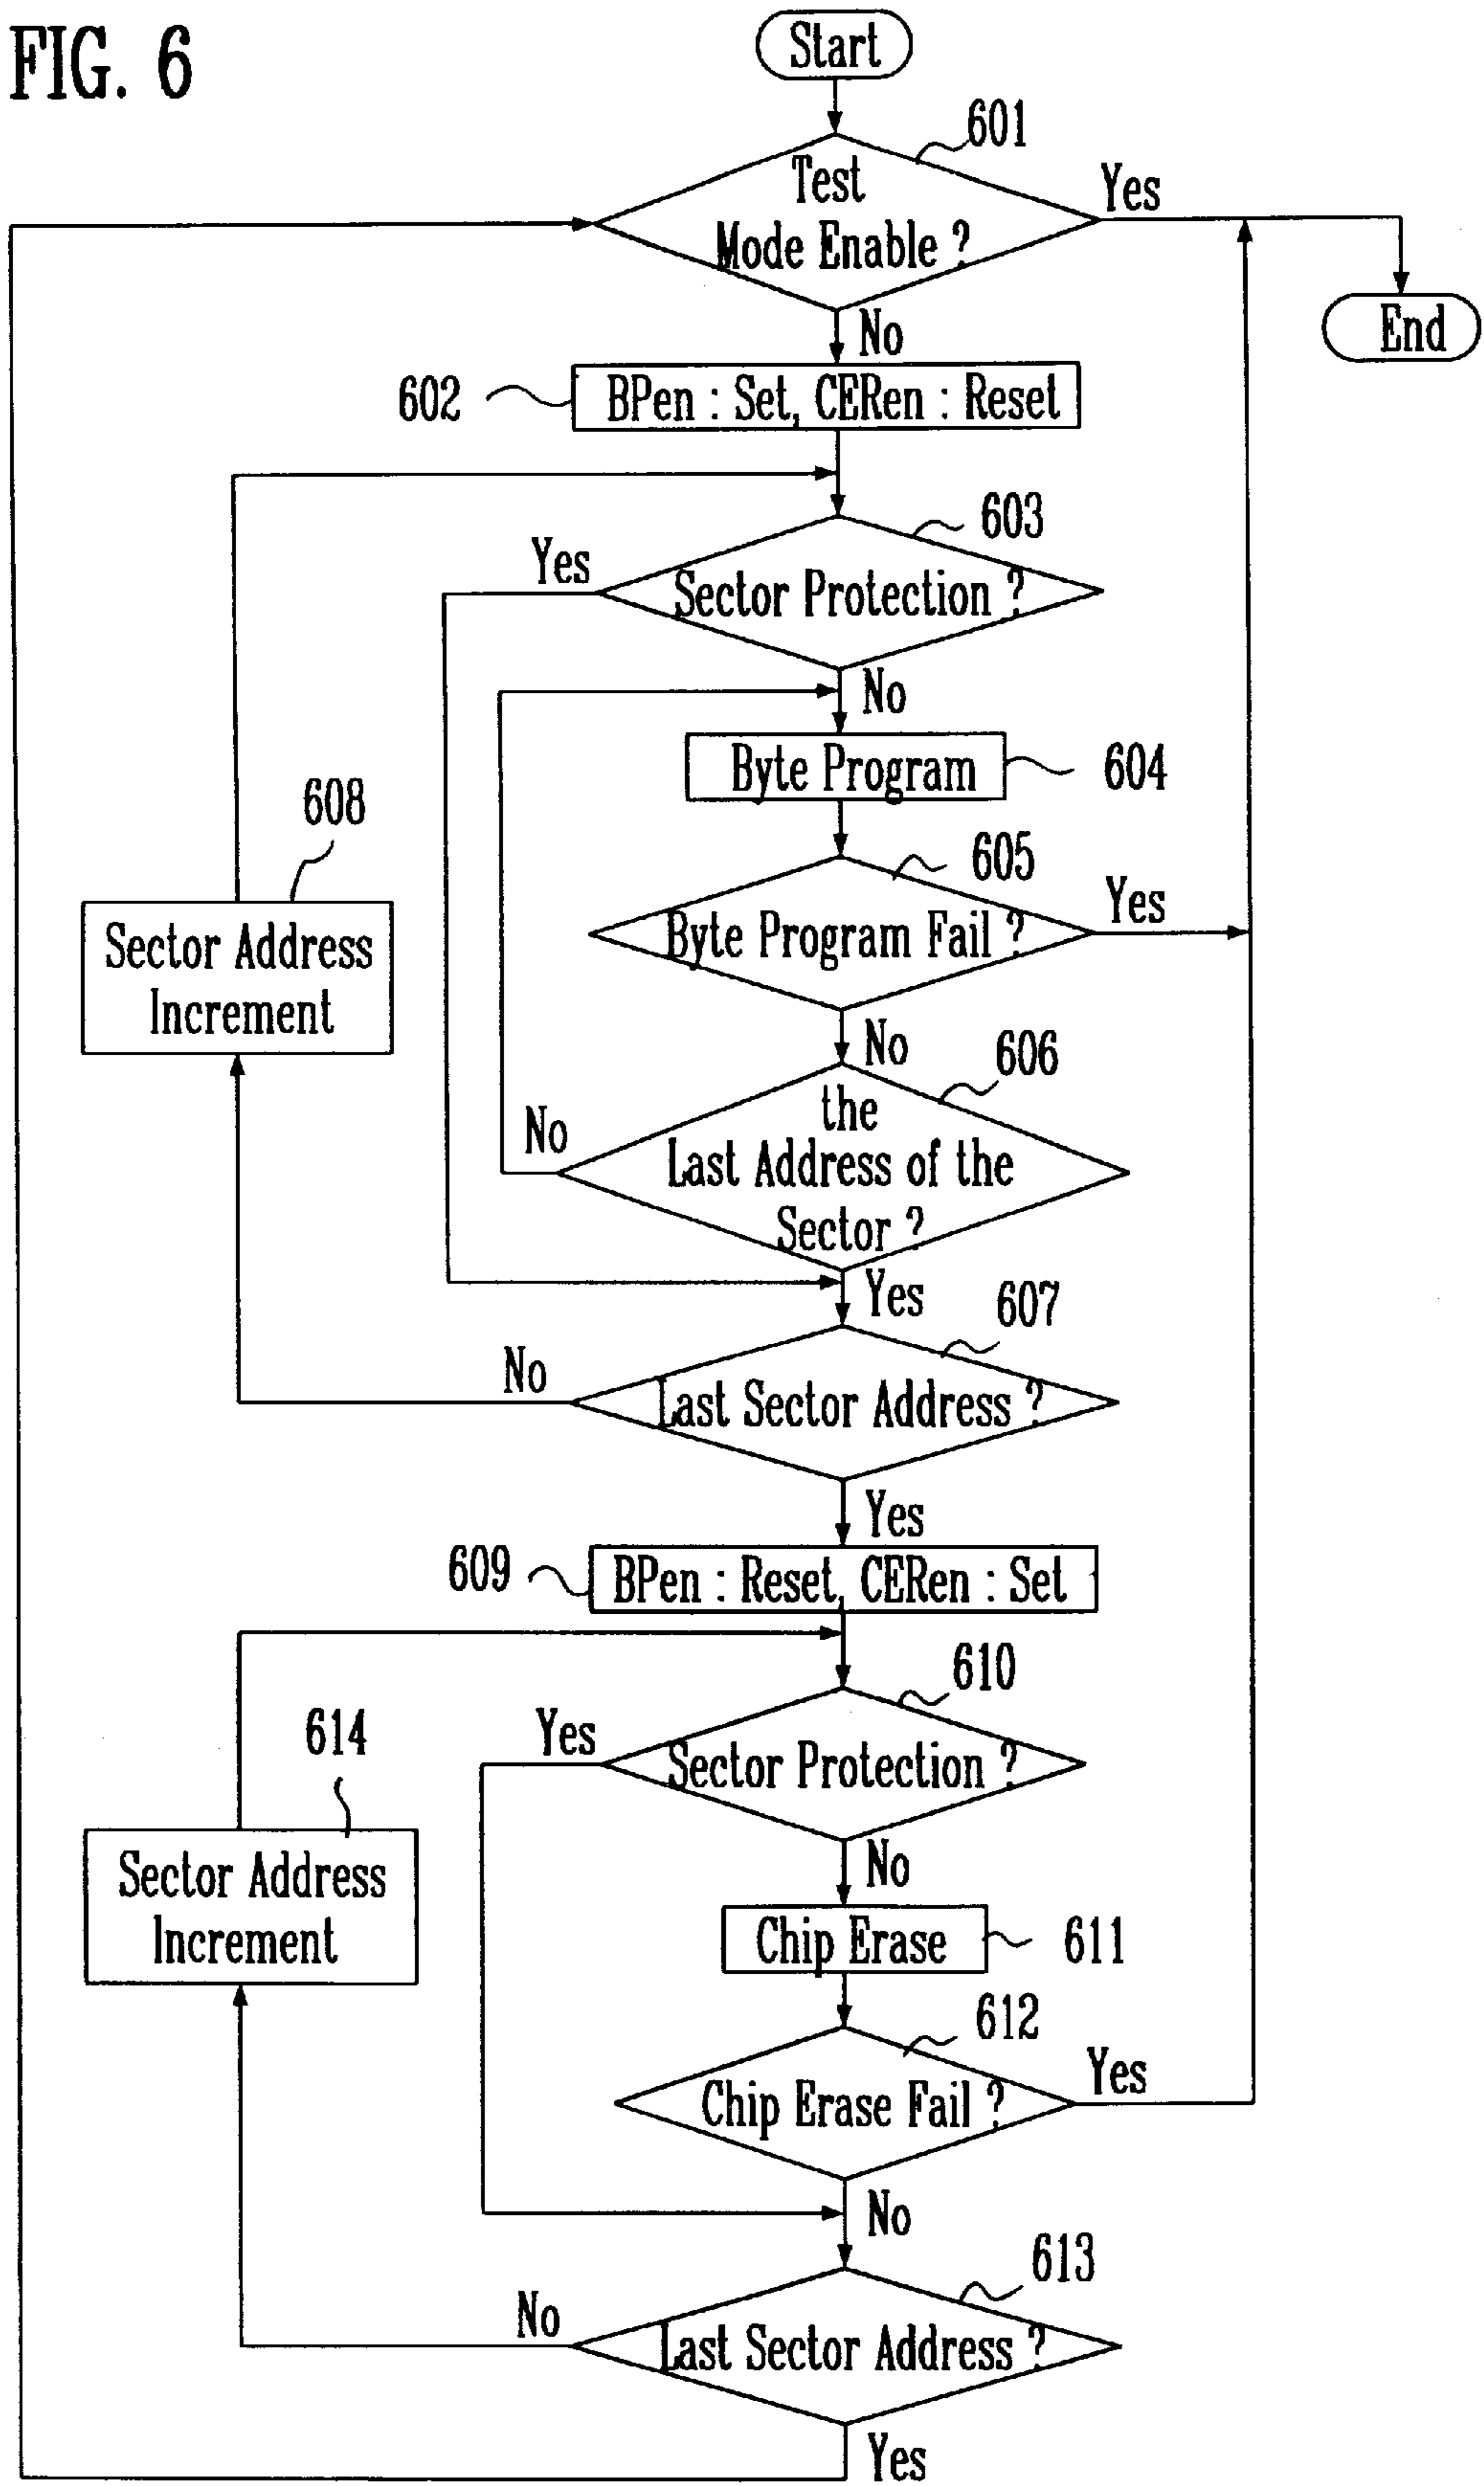 FIG. 6
Start
601
Test
Mode Enable ?
Yes
End
No
602
BPen : Set, CERen : Reset
603
Yes
Sector Protection ?
No
Byte Program
604
608
605
Sector Address
Increment
Byte Program Fail ?
Yes
No
606
the
Last Address of the
Sector ?
No
Yes
607
No
Last Sector Address ?
Yes
609
BPen : Reset, CERen : Set
610
Yes
Sector Protection ?
614
No
Sector Address
Increment
Chip Erase
611
612
Chip Erase Fail ?
Yes
No
613
No
Last Sector Address ?
Yes